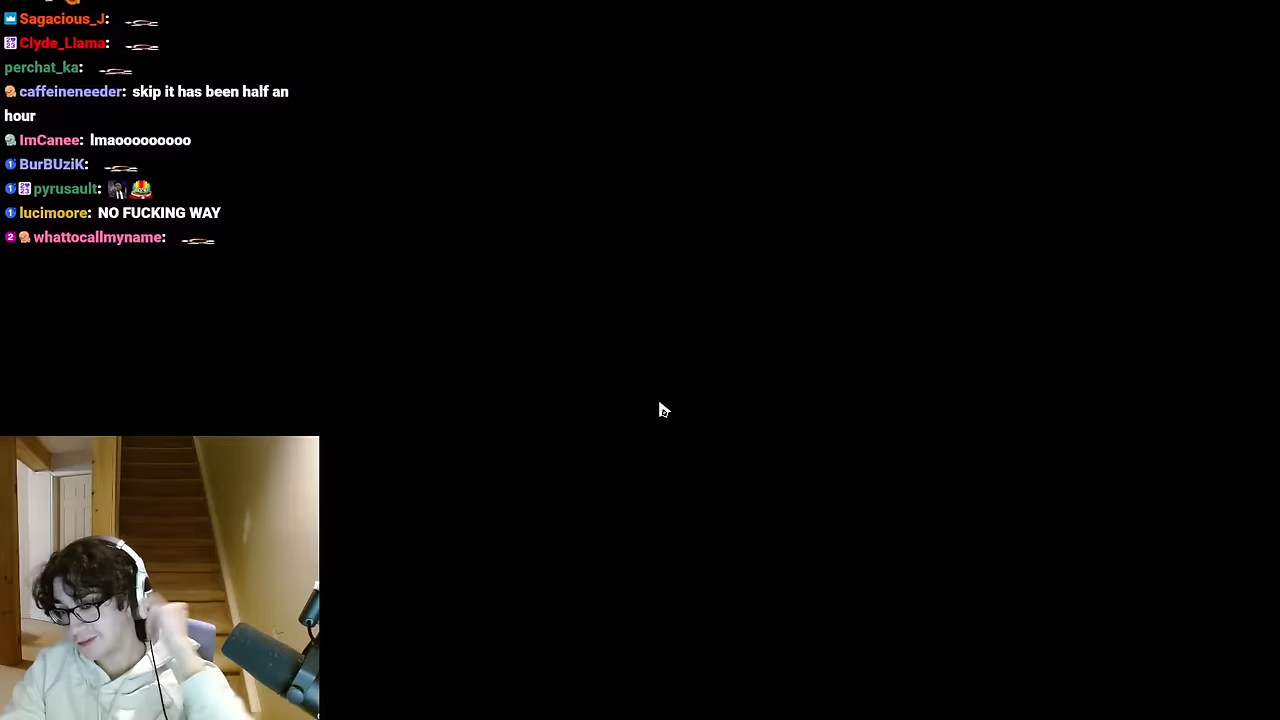 Sagacious_J:
Clyde_Llama:
perchat_ka:
caffeineneeder: skip it has been half an
hour
ImCanee: lmaooooooooo
BurBUziK:
pyrusault:
lucimoore: NO FUCKING WAY
whattocallmyname: